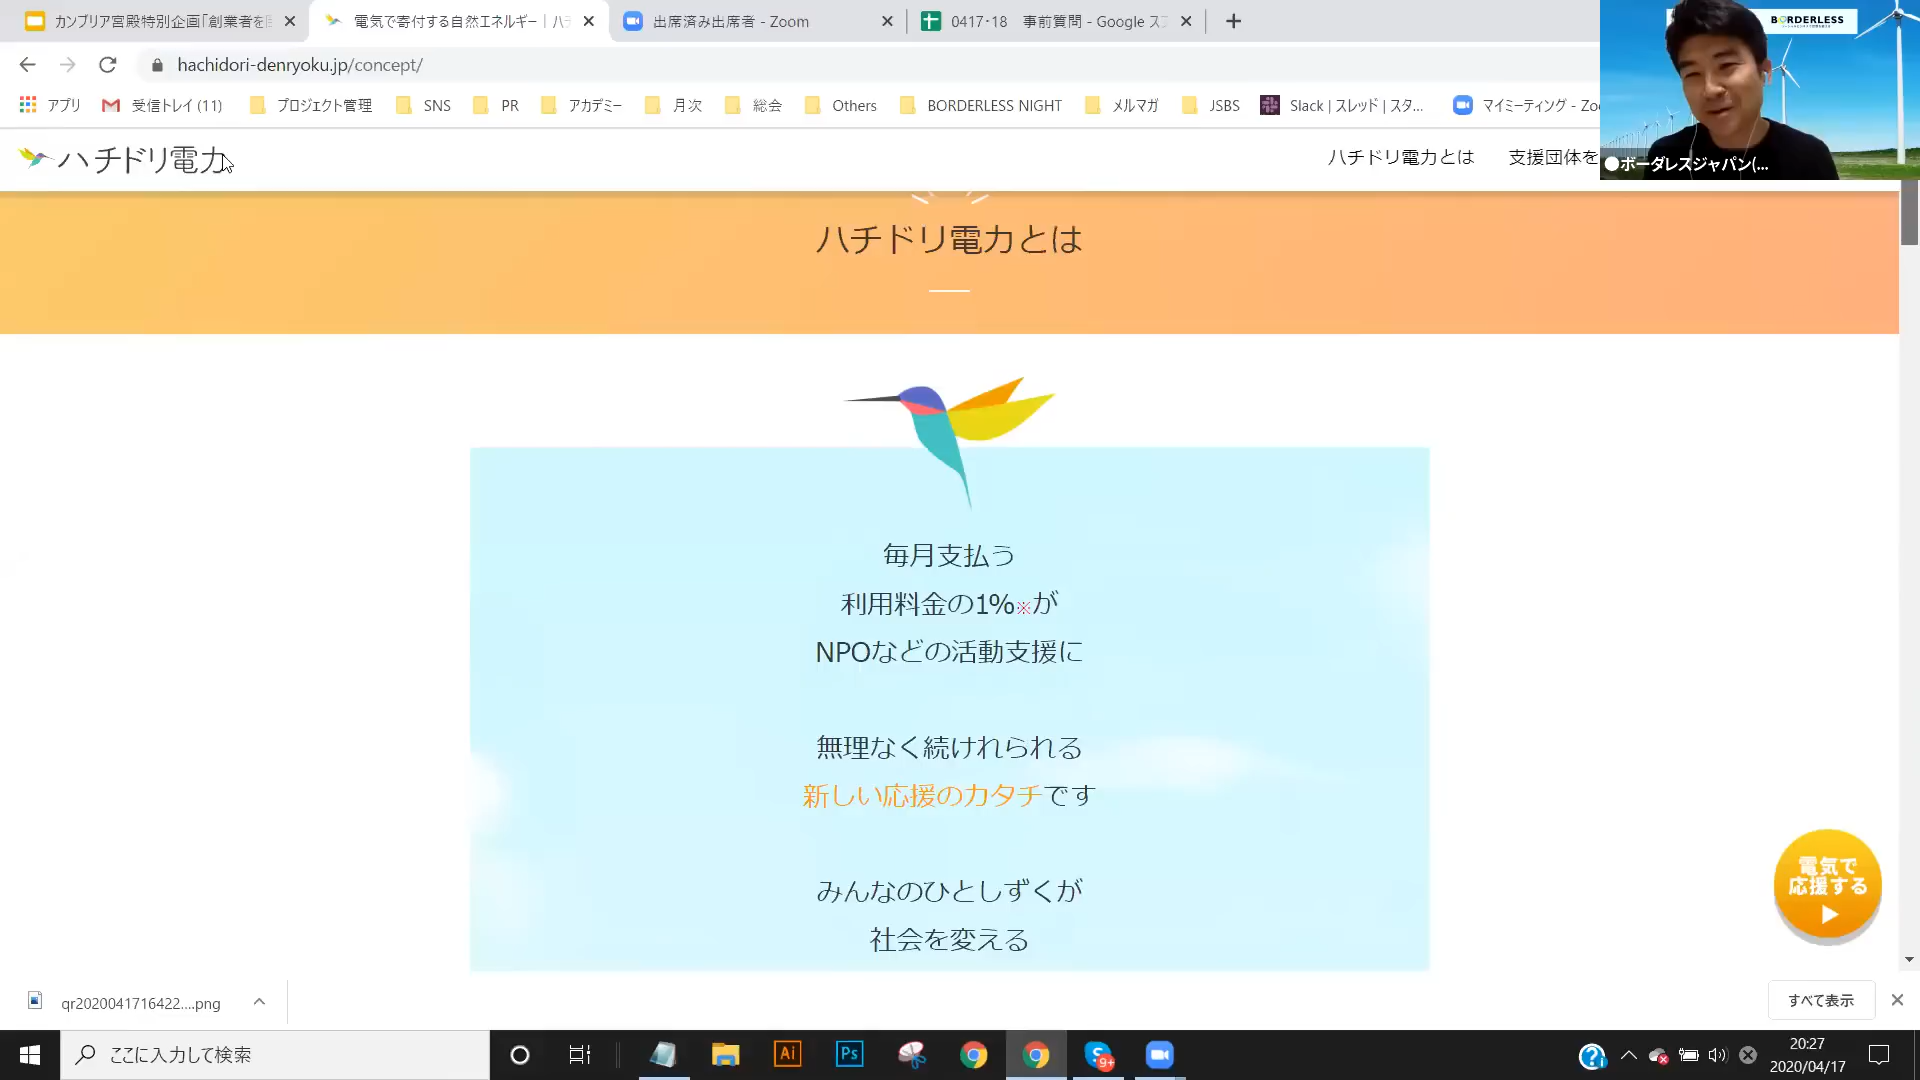 カンブリア宮殿特別企画「創業者を
電気で寄付する自然エネルギー｜ハチ
出席済み出席者 - Zoom
0417･18 事前質問 - Google ス
hachidori-denryoku.jp/concept/
アプリ
受信トレイ (11)
プロジェクト管理
SNS
PR
アカデミー
月次
総会
Others
BORDERLESS NIGHT
メルマガ
JSBS
Slack | スレッド | スタ...
マイミーティング - Zo
BORDERLESS
ボーダレスジャパン(...
ハチドリ電力
ハチドリ電力とは
支援団体を
ハチドリ電力とは
毎月支払う
利用料金の1%※が
NPOなどの活動支援に
無理なく続けれられる
新しい応援のカタチです
みんなのひとしずくが
社会を変える
電気で
応援する
qr2020041716422....png
すべて表示
ここに入力して検索
Ai
Ps
S
9+
20:27
2020/04/17